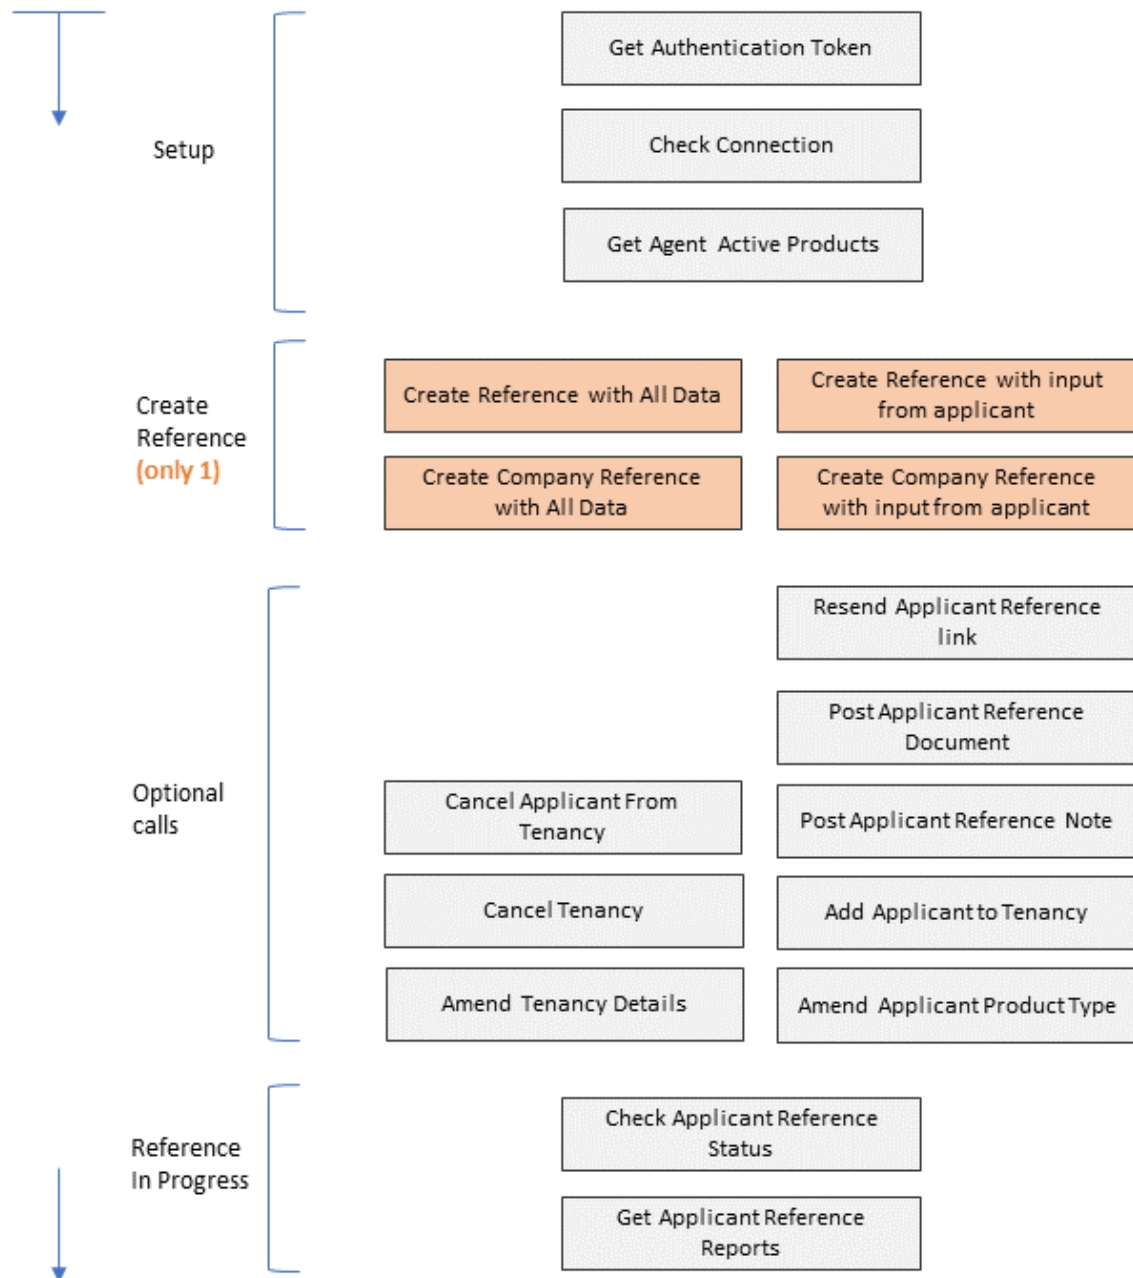 Get Authentication Token
Check Connection
Setup
Get Agent Active Products
Create
Reference
(only 1)
Create Reference with All Data
Create Reference with input
from applicant
Create Company Reference
with All Data
Create Company Reference
with input from applicant
Optional
calls
Resend Applicant Reference
link
Post Applicant Reference
Document
Cancel Applicant From
Tenancy
Post Applicant Reference Note
Cancel Tenancy
Add Applicant to Tenancy
Amend Tenancy Details
Amend Applicant Product Type
Reference
In Progress
Check Applicant Reference
Status
Get Applicant Reference
Reports